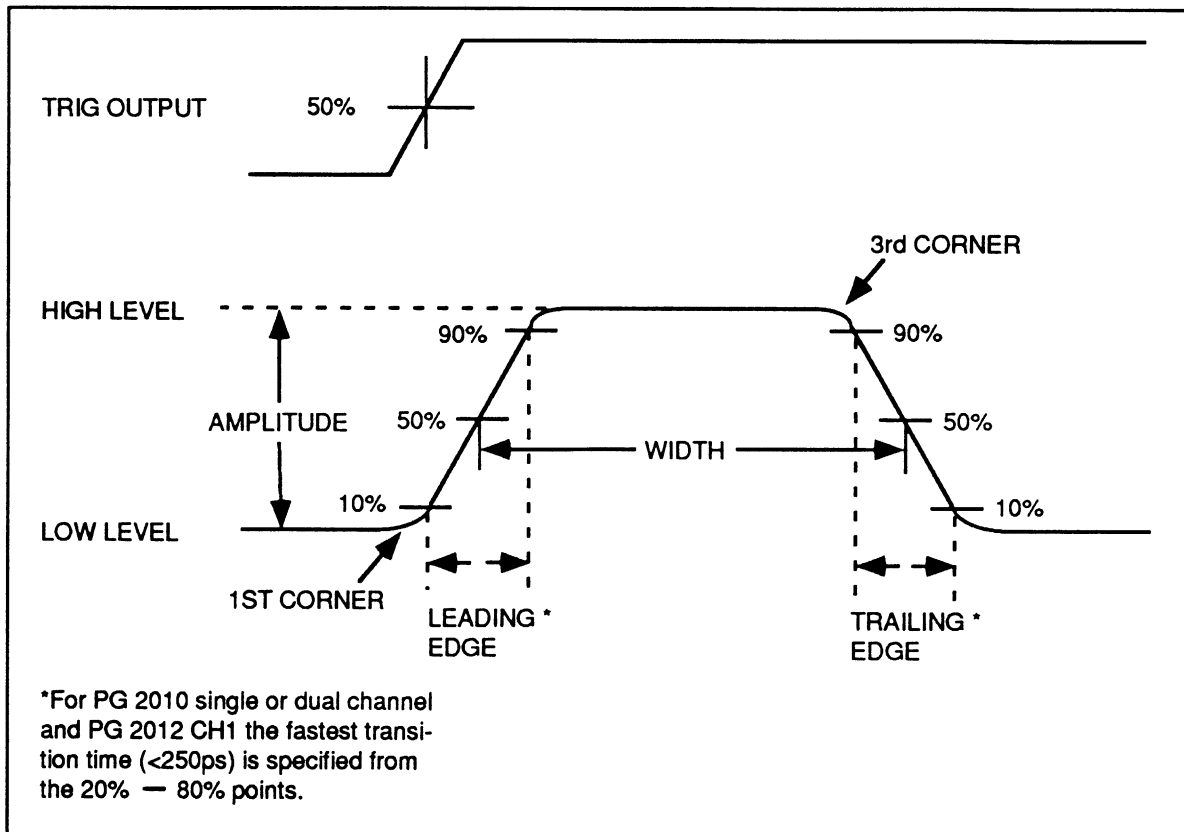 TRIG OUTPUT
50%
3rd CORNER
HIGH LEVEL
90%
90%
AMPLITUDE
50%
WIDTH
50%
10%
10%
LOW LEVEL
1ST CORNER
LEADING *
EDGE
TRAILING *
EDGE
*For PG 2010 single or dual channel
and PG 2012 CH1 the fastest transi-
tion time (<250ps) is specified from
the 20% — 80% points.